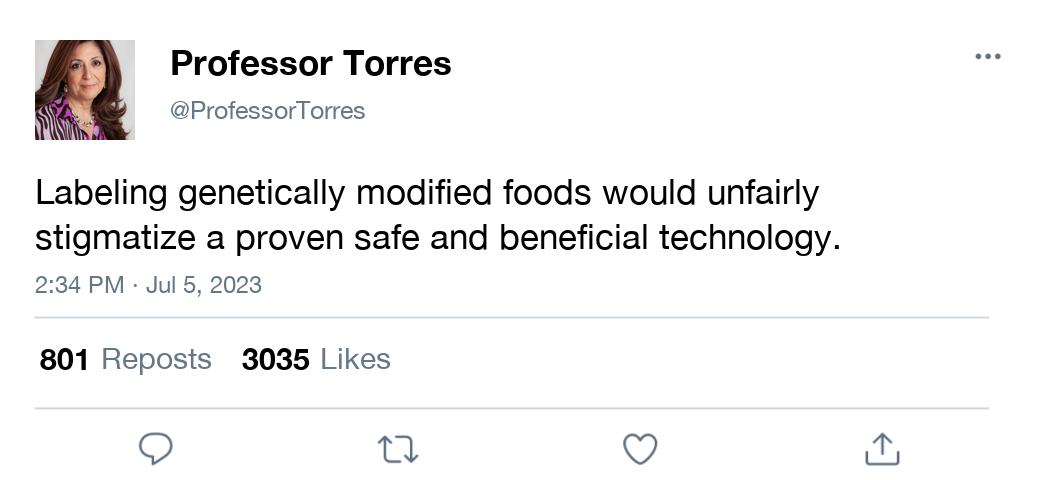 Professor Torres
@ProfessorTorres
Labeling genetically modified foods would unfairly
stigmatize a proven safe and beneficial technology.
2:34 PM · Jul 5, 2023
801 Reposts 3035 Likes